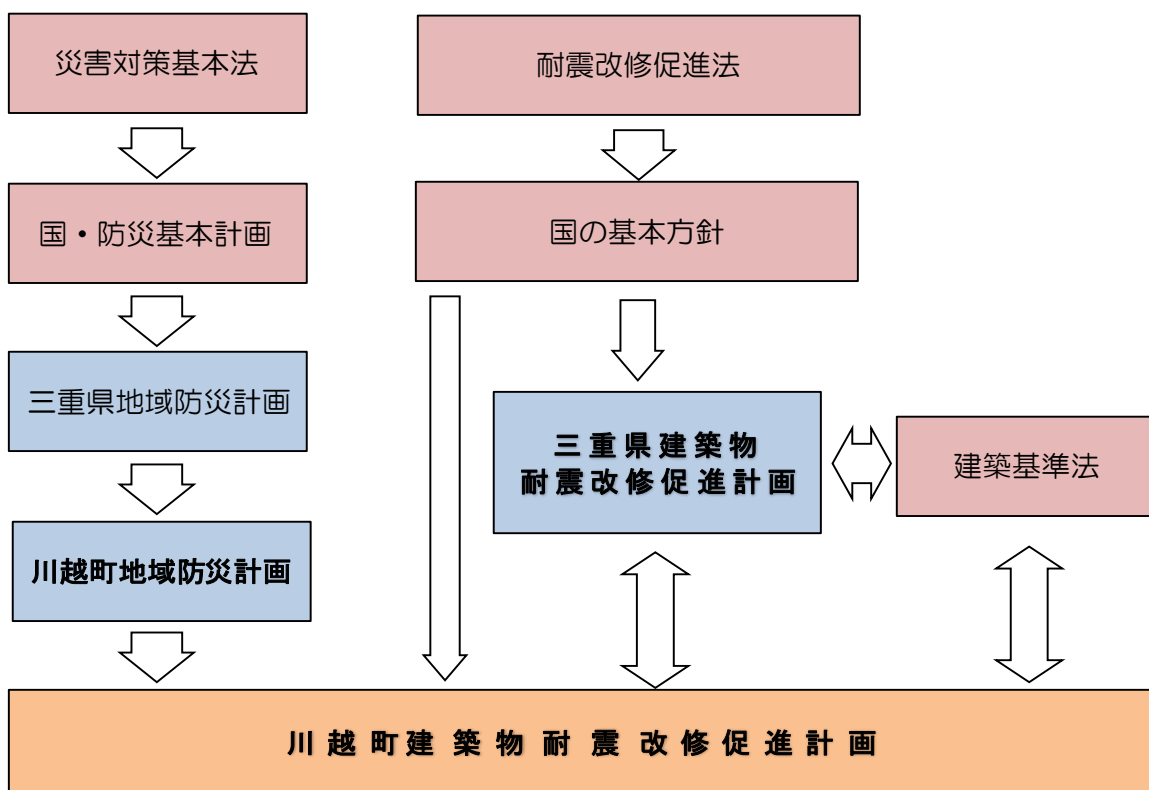 災害対策基本法
耐震改修促進法
国・防災基本計画
国の基本方針
三重県地域防災計画
三重県建築物
耐震改修促進計画
建築基準法
川越町地域防災計画
川越町建築物耐震改修促進計画